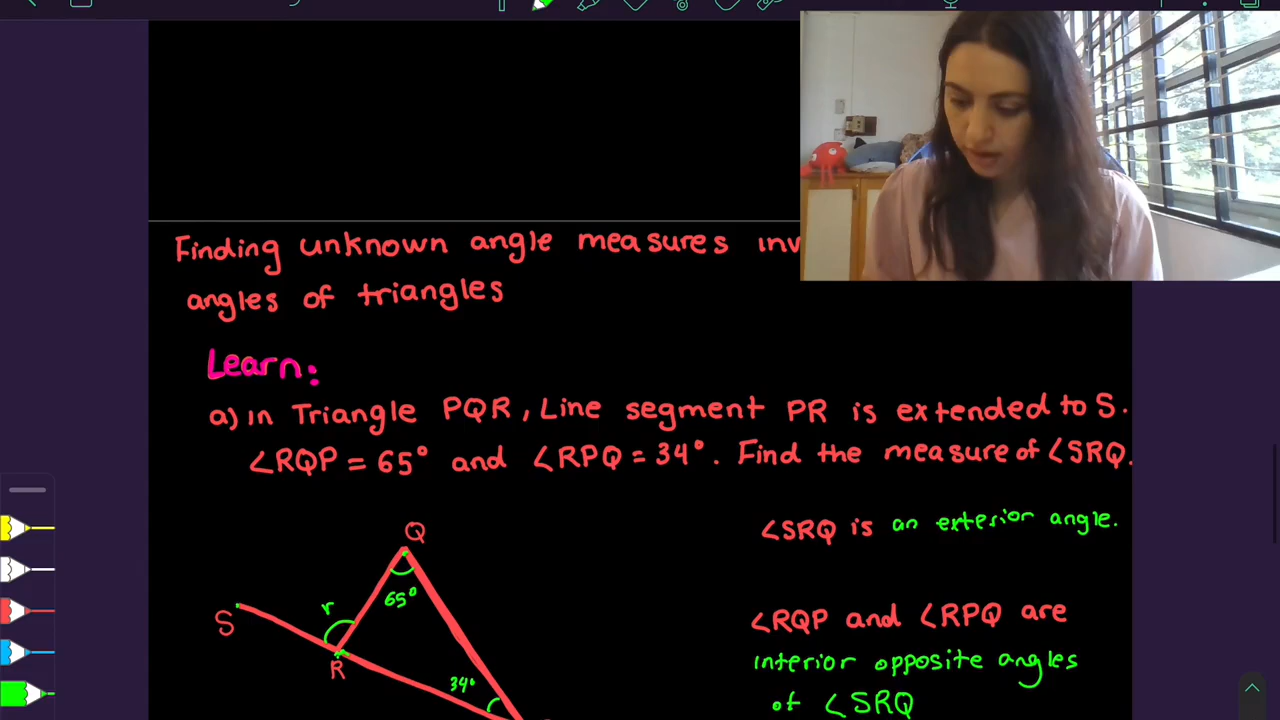 Finding unknown angle measures
angles of triangles
Learn:
a) in Triangle PQR, Line segment PR is extended to S.
∠RQP = 65° and ∠RPQ = 34°. Find the measure of ∠SRQ.
∠SRQ is an exterior angle.
Q
65°
r
S
R
34°
∠RQP and ∠RPQ are
interior opposite angles
of ∠SRQ